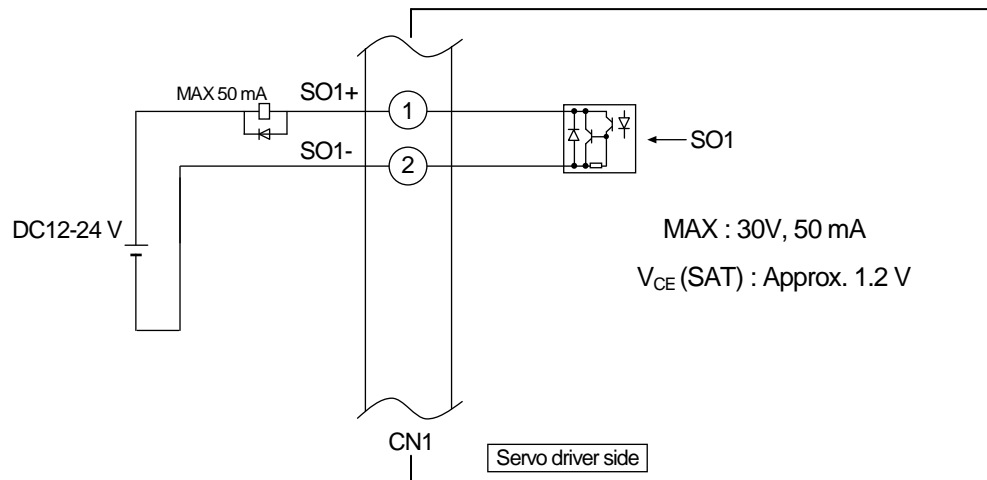 MAX 50 mA
SO1+
1
SO1-
2
SO1
DC12-24 V
MAX : 30V, 50 mA
VCE (SAT) : Approx. 1.2 V
CN1
Servo driver side